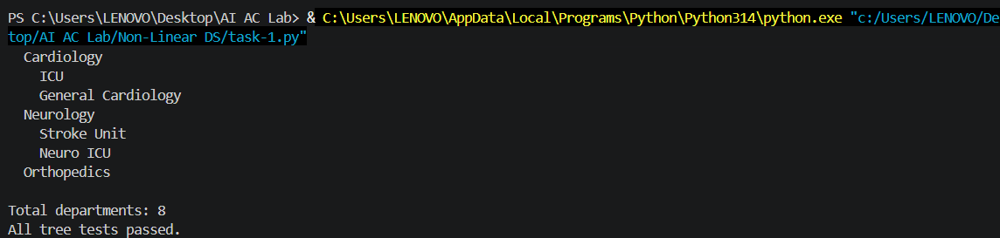 PS C:\Users\LENOVO\Desktop\AI AC Lab> & C:\Users\LENOVO\AppData\Local\Programs\Python\Python314\python.exe "c:/Users/LENOVO/De
top/AI AC Lab/Non-Linear DS/task-1.py"
Cardiology
ICU
General Cardiology
Neurology
Stroke Unit
Neuro ICU
Orthopedics
Total departments: 8
All tree tests passed.